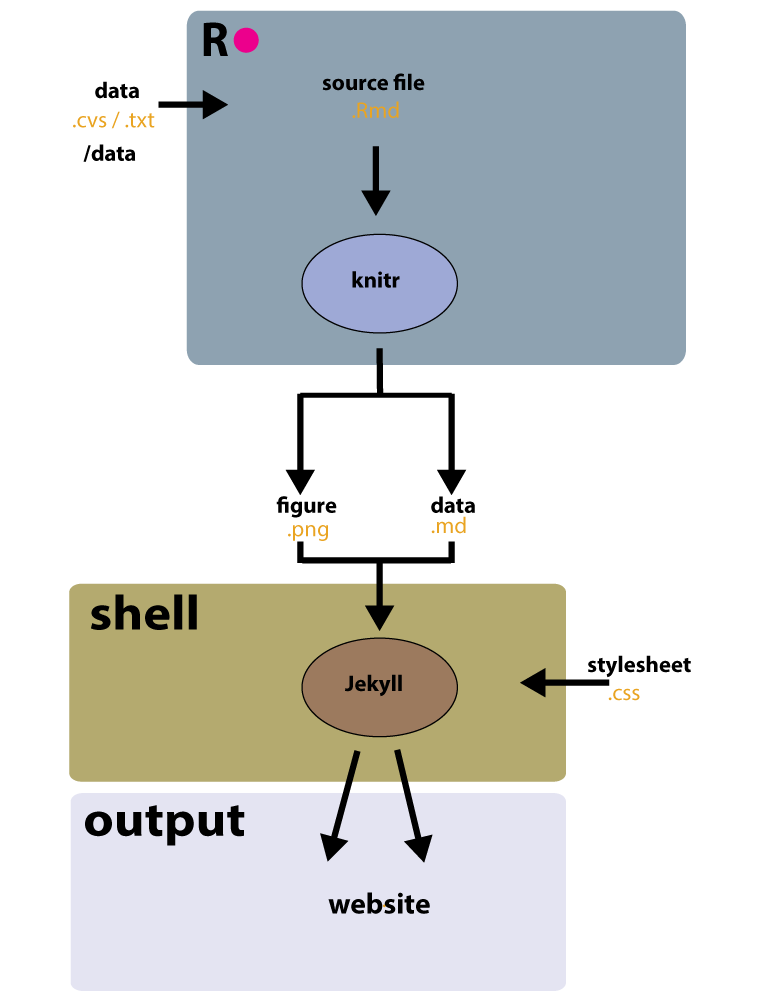 R
data
.cvs / .txt
/data
source file
.Rmd
knitr
figure
.png
data
.md
shell
Jekyll
stylesheet
.css
output
website